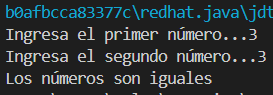 b0afbcca83377c\redhat.java\jdt
Ingresa el primer número...3
Ingresa el segundo número...3
Los números son iguales